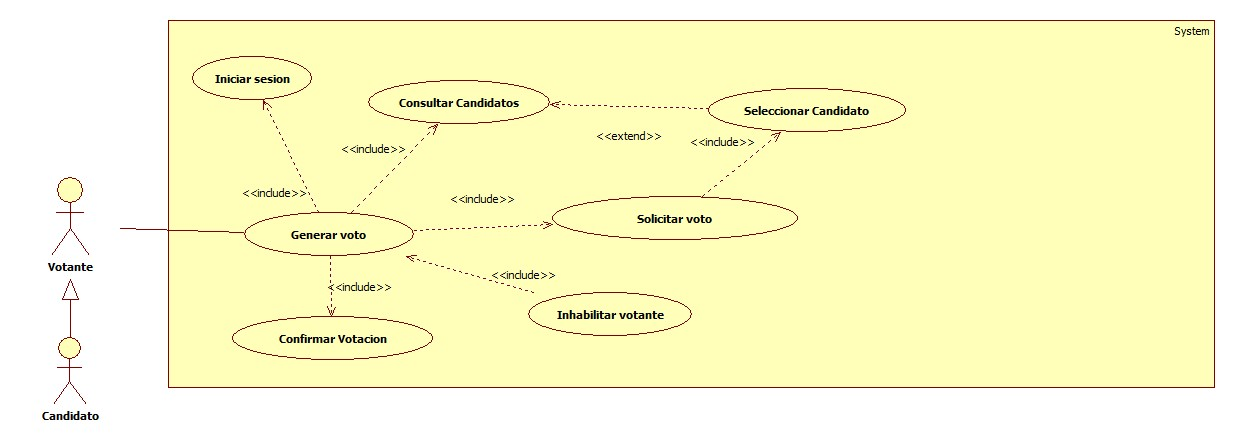 System
Iniciar sesion
Consultar Candidatos
Seleccionar Candidato
<<extend>>
<<include>>
<<include>>
<<include>>
<<include>>
Solicitar voto
Generar voto
Votante
<<include>>
<<include>>
Inhabilitar votante
Confirmar Votacion
Candidato